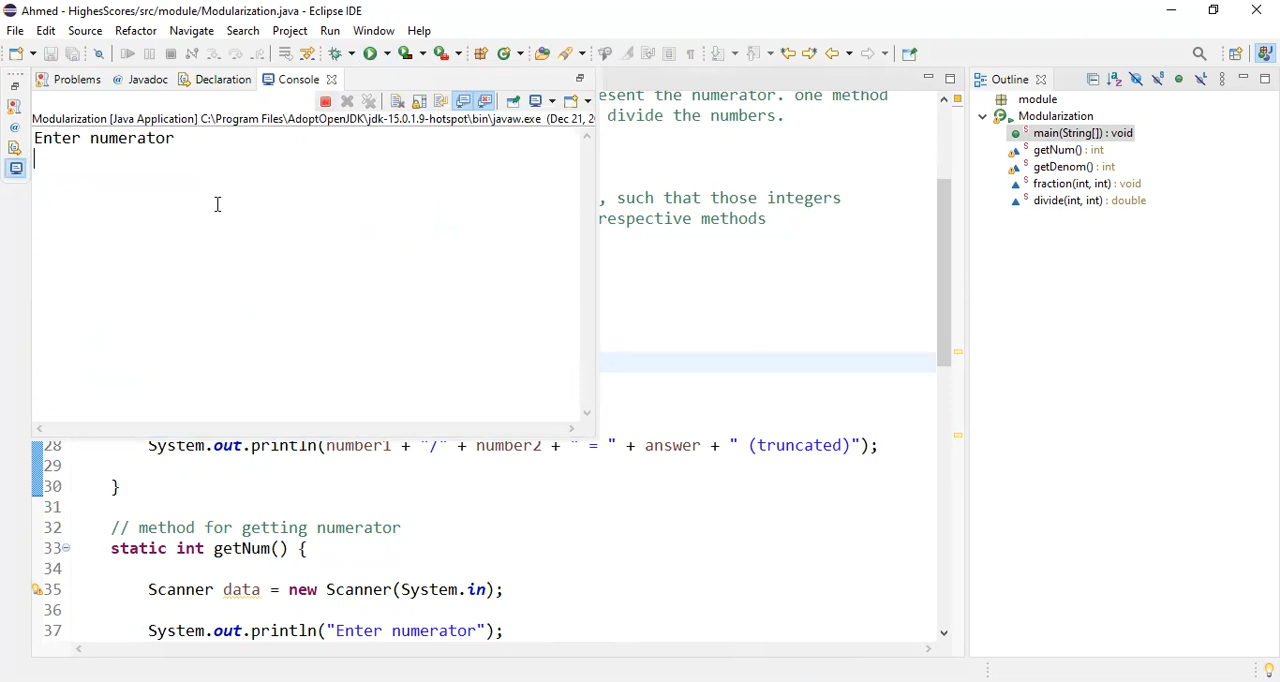 Ahmed - HighesScores/src/module/Modularization.java - Eclipse IDE
File Edit Source Refactor Navigate Search Project Run Window Help
Problems @ Javadoc Declaration Console
Outline
Modularization [Java Application] C:\Program Files\AdoptOpenJDK\jdk-15.0.1.9-hotspot\bin\javaw.exe (Dec 21, 2
Enter numerator
esent the numerator. one method
divide the numbers.
, such that those integers
respective methods
module
Modularization
main(String[]) : void
getNum() : int
getDenom() : int
fraction(int, int) : void
divide(int, int) : double
28 System.out.println(number1 + "/" + number2 + " = " + answer + " (truncated)");
29
30 }
31
32 // method for getting numerator
33 static int getNum() {
34
35 Scanner data = new Scanner(System.in);
36
37 System.out.println("Enter numerator");